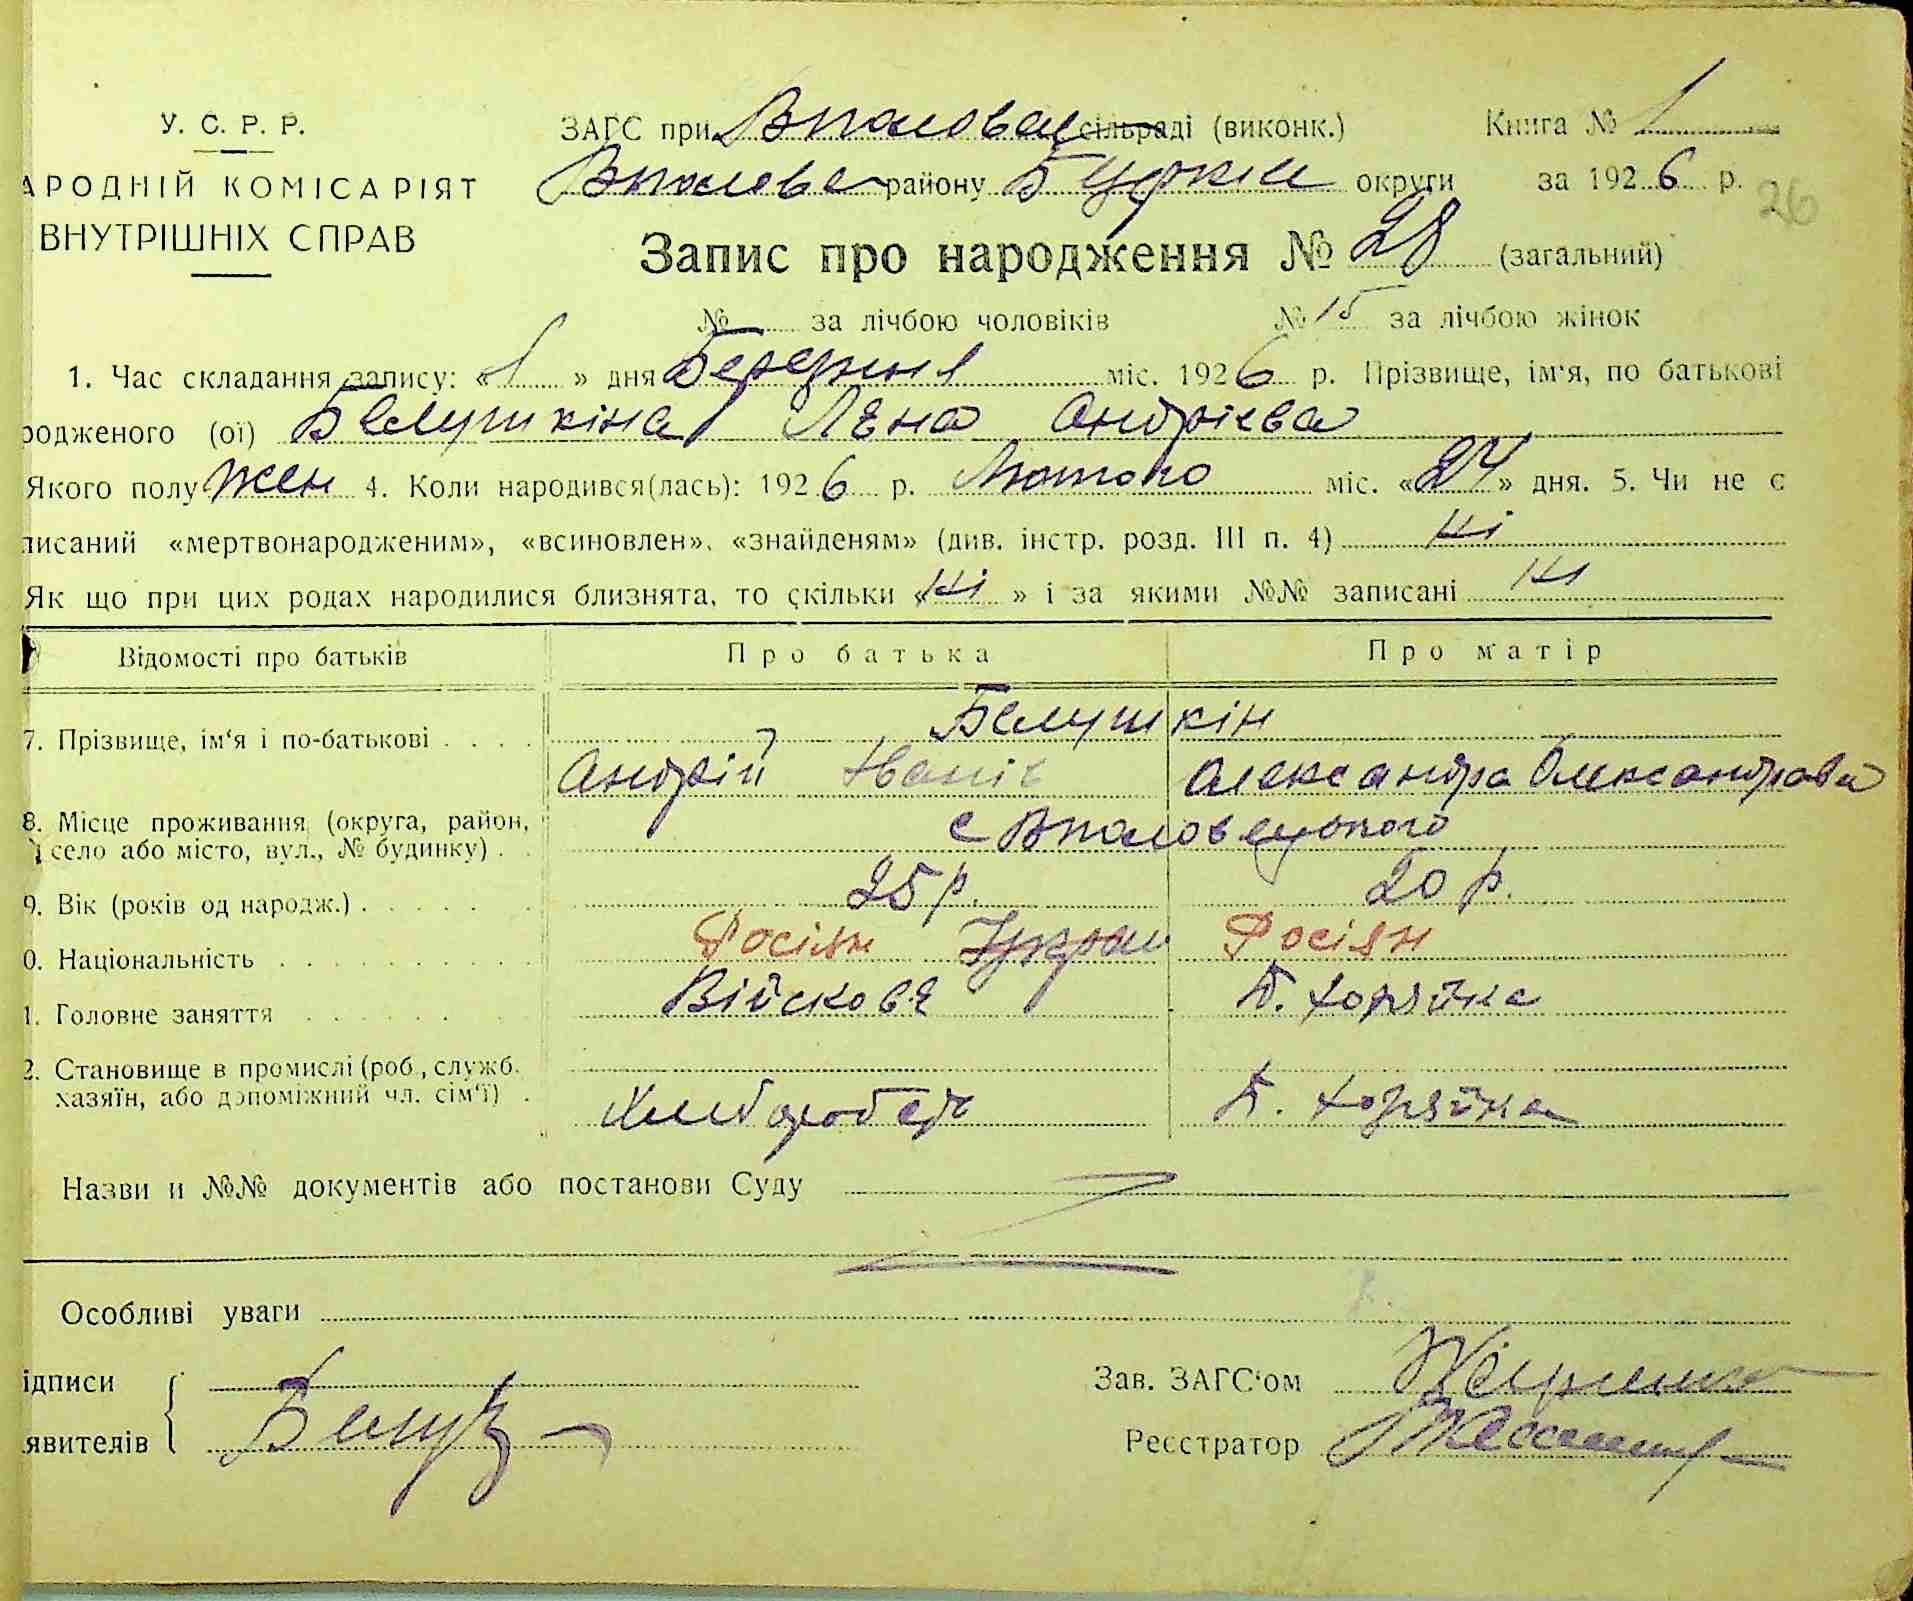 У. С. Р. Р.
АРОДНІЙ КОМІСАРІЯТ
ВНУТРІШНІХ СПРАВ
ЗАГС при сільраді (виконк.) Книга № 1
району округи за 1926 р. 26
Запис про народження № 28 (загальний)
№ за лічбою чоловіків № 15 за лічбою жінок
1. Час складання запису: «1» дня Березня міс. 1926 р. Прізвище, ім'я, по батькові
родженого (ої) Белушкіна Лєна Андрієва
Якого полу жен 4. Коли народився(лась): 1926 р. Лютого міс. «24» дня. 5. Чи не є
писаний «мертвонародженим», «всиновлен», «знайденям» (див. інстр. розд. III п. 4) ні
Як що при цих родах народилися близнята, то скільки «ні» і за якими №№ записані ні
Відомості про батьків Про батька Про матір
7. Прізвище, ім'я і по-батькові Белушкін
Андрій Іваніч Александра Олександрова
8. Місце проживання (округа, район,
село або місто, вул., № будинку) с
9. Вік (років од народж.) 25 р. 20 р.
0. Національність Росіян Украї Росіян
1. Головне заняття Військове Д. хозяйка
2. Становище в промислі (роб., служб.
хазяїн, або допоміжний чл. сім'ї) Хлібороб Д. хозяйка
Назви и №№ документів або постанови Суду
Особливі уваги
ідписи
явителів
Зав. ЗАГС'ом
Реєстратор